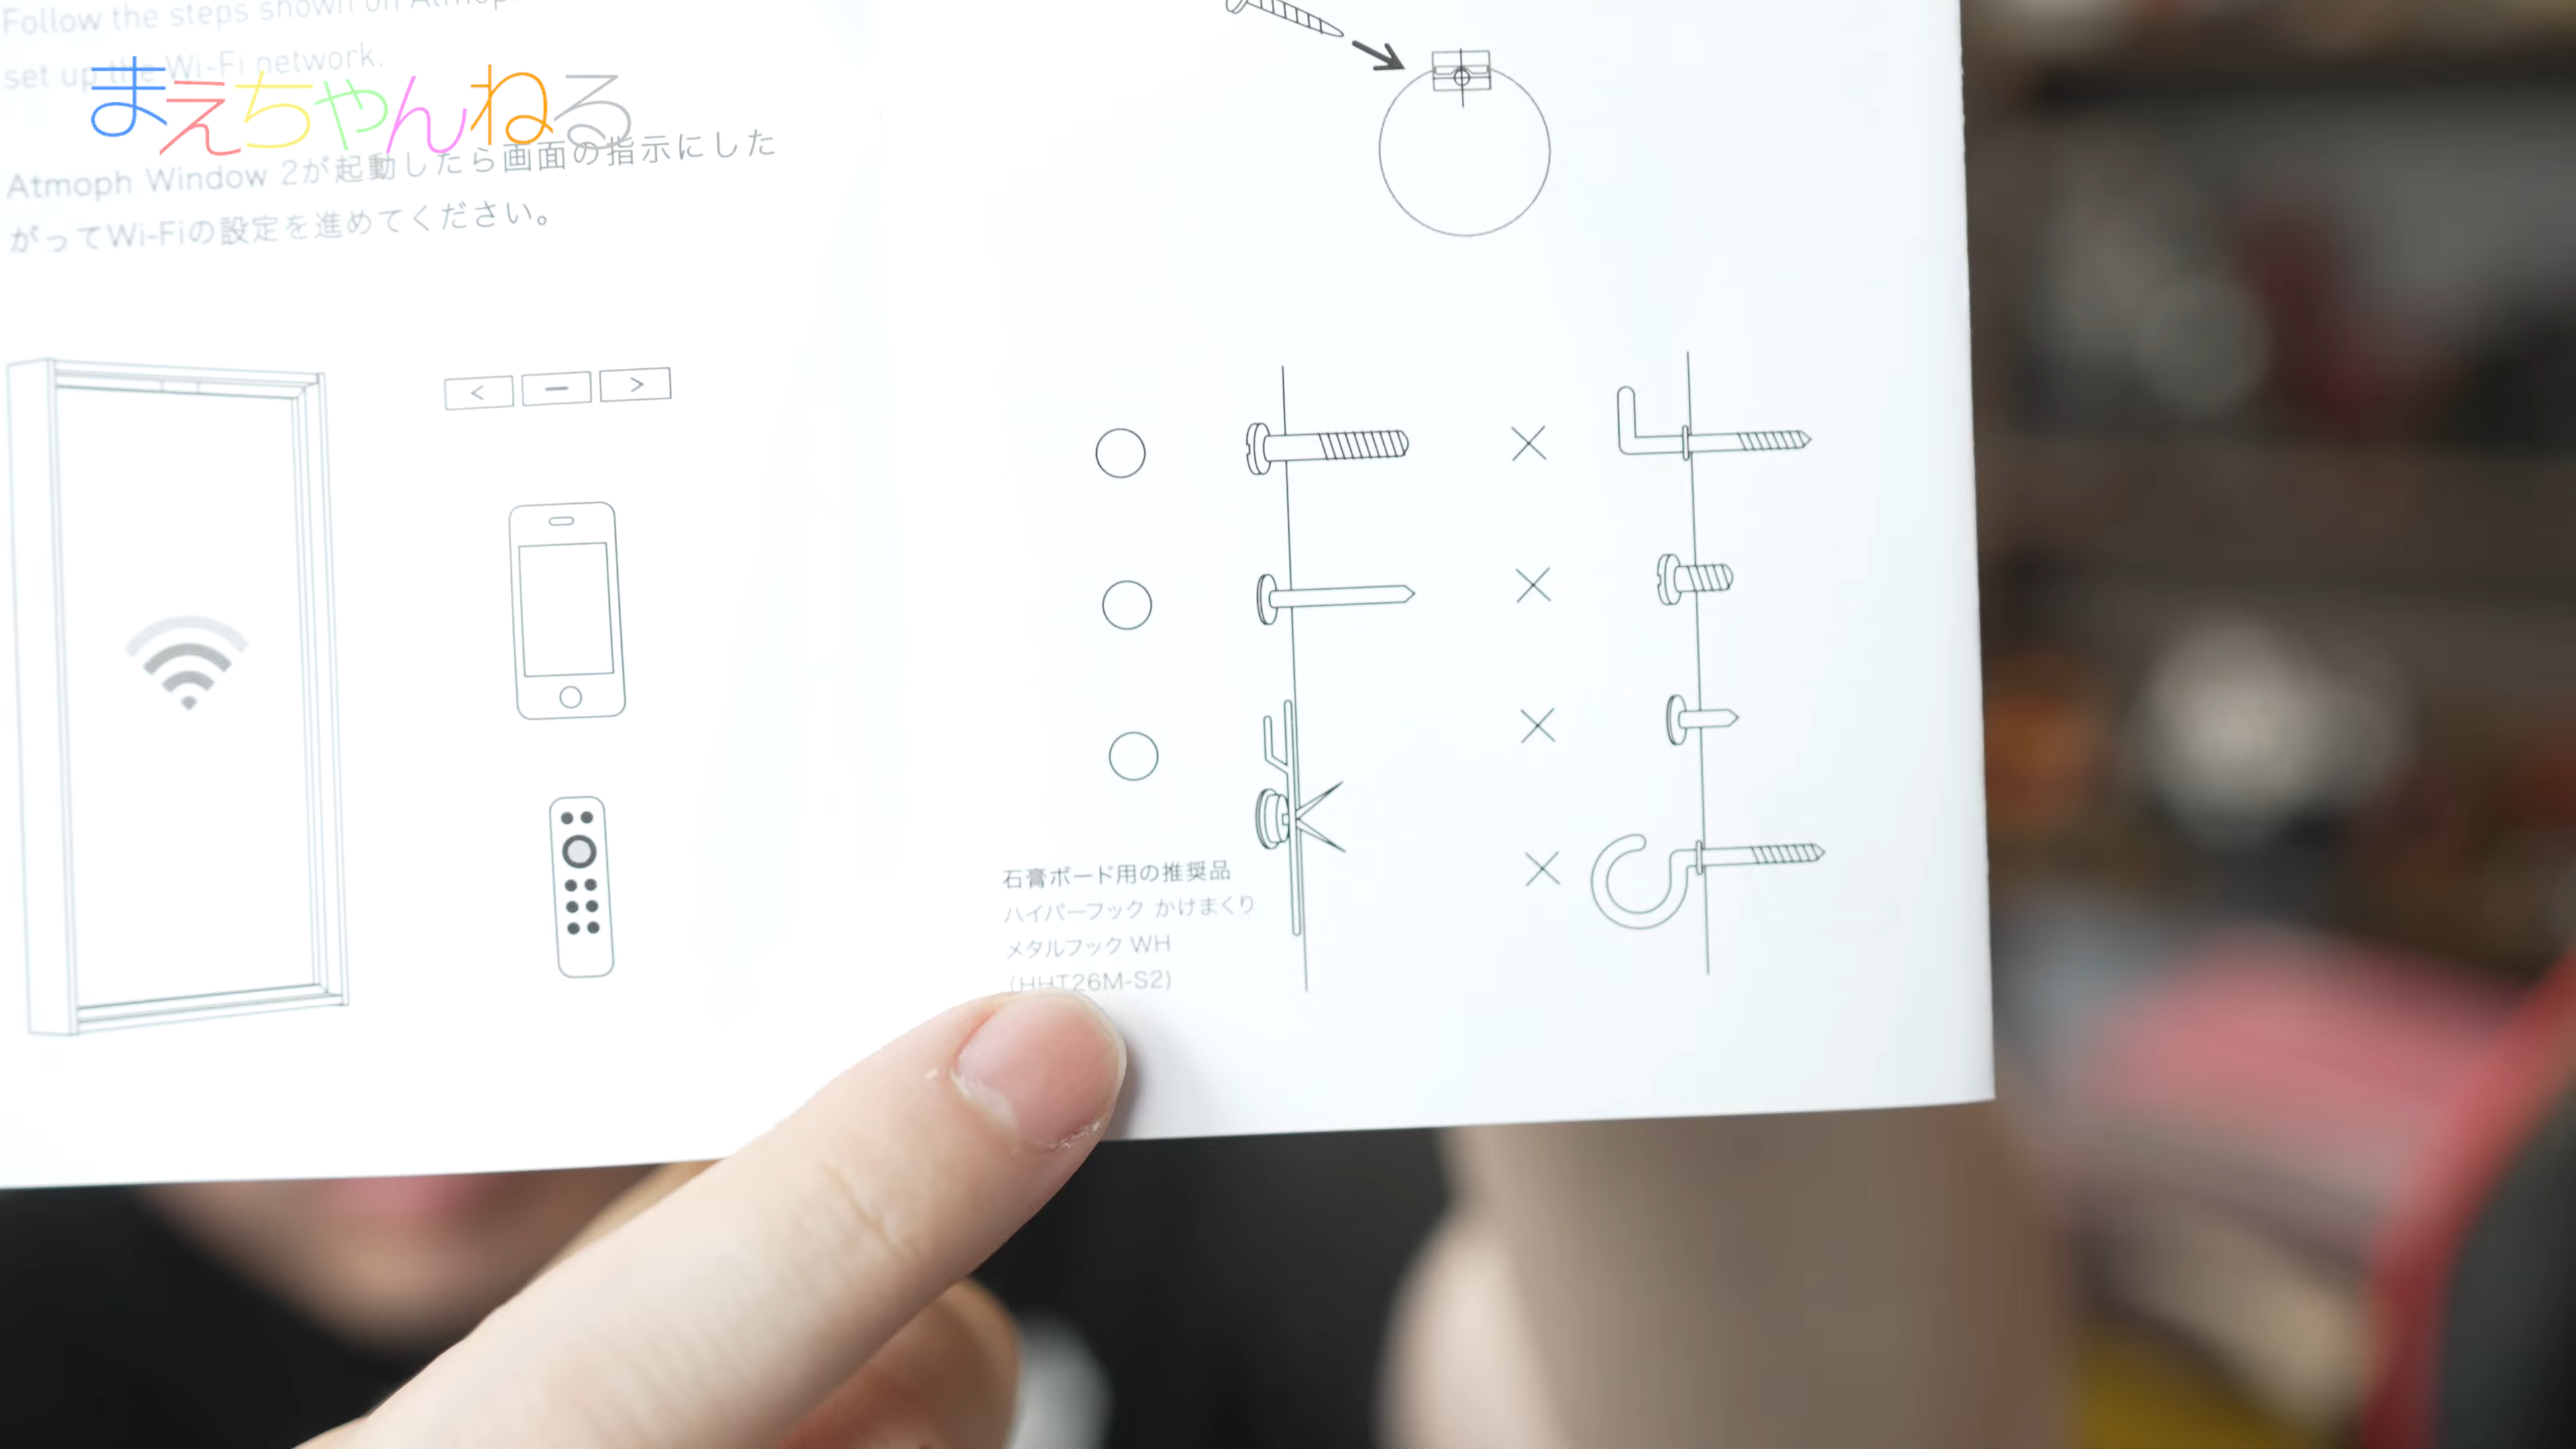 Follow the steps shown on
set up the Wi-Fi network.
まえちゃんねる
Atmoph Window 2が起動したら画面の指示にした
がってWi-Fiの設定を進めてください。
石膏ボード用の推奨品
ハイパーフック かけまくり
メタルフック WH
(HHT26M-S2)